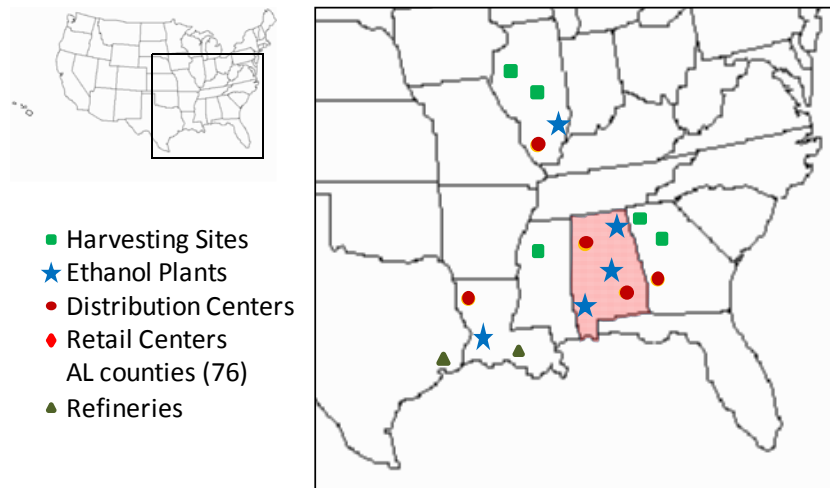 Harvesting Sites
Ethanol Plants
Distribution Centers
Retail Centers
AL counties (76)
Refineries